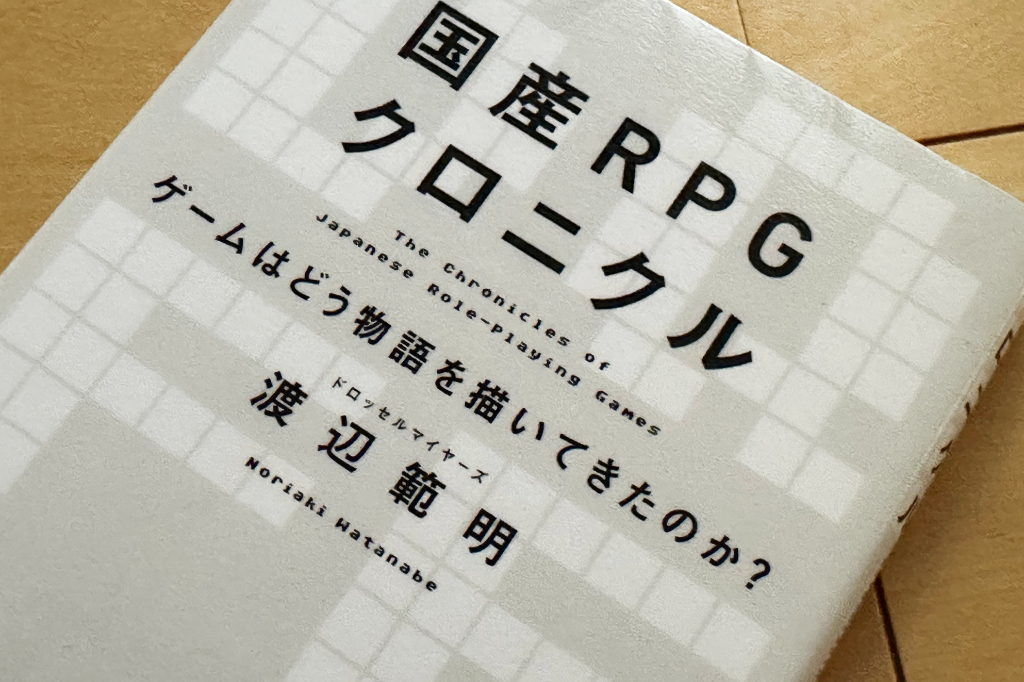 国産RPG
クロニクル
The Chronicles of
Japanese Role-Playing Games
ゲームはどう物語を描いてきたのか?
ドロッセルマイヤーズ
渡辺範明
Noriaki Watanabe